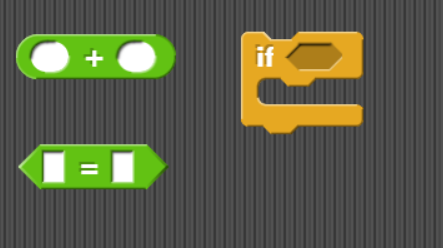 +
if
=